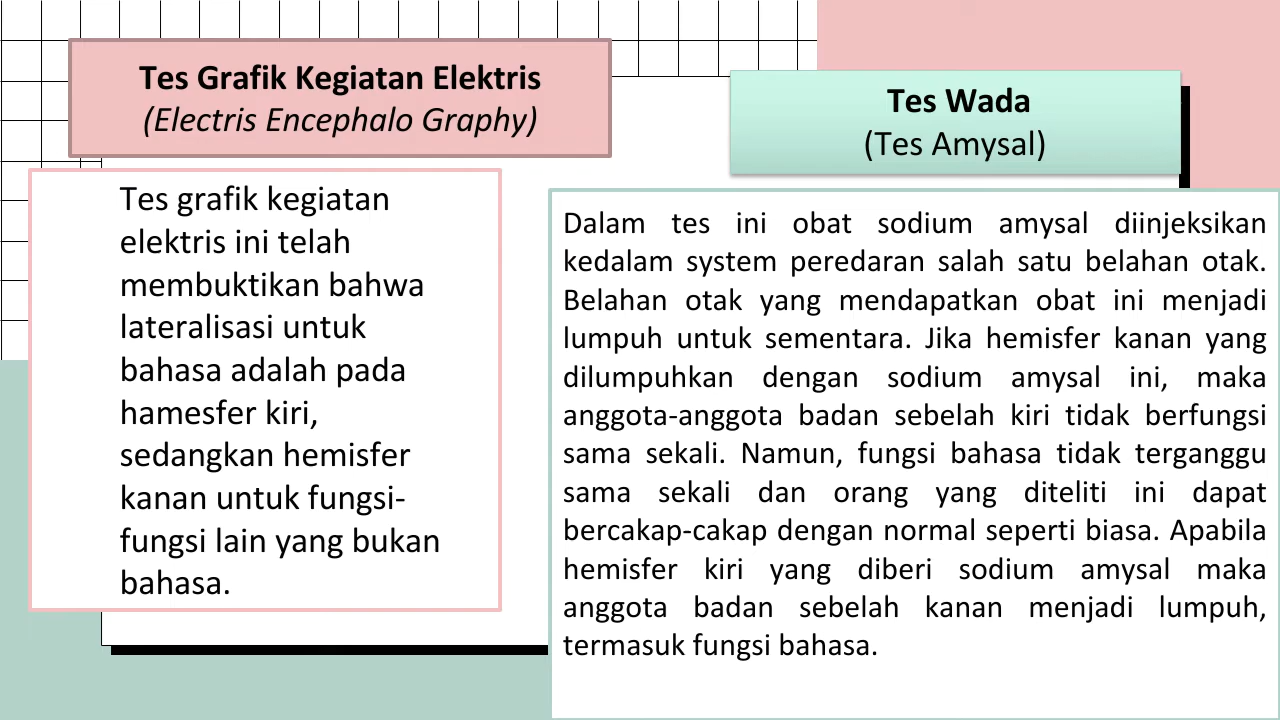 Tes Grafik Kegiatan Elektris
(Electris Encephalo Graphy)
Tes grafik kegiatan
elektris ini telah
membuktikan bahwa
lateralisasi untuk
bahasa adalah pada
hamesfer kiri,
sedangkan hemisfer
kanan untuk fungsi-
fungsi lain yang bukan
bahasa.
Tes Wada
(Tes Amysal)
Dalam tes ini obat sodium amysal diinjeksikan
kedalam system peredaran salah satu belahan otak.
Belahan otak yang mendapatkan obat ini menjadi
lumpuh untuk sementara. Jika hemisfer kanan yang
dilumpuhkan dengan sodium amysal ini, maka
anggota-anggota badan sebelah kiri tidak berfungsi
sama sekali. Namun, fungsi bahasa tidak terganggu
sama sekali dan orang yang diteliti ini dapat
bercakap-cakap dengan normal seperti biasa. Apabila
hemisfer kiri yang diberi sodium amysal maka
anggota badan sebelah kanan menjadi lumpuh,
termasuk fungsi bahasa.